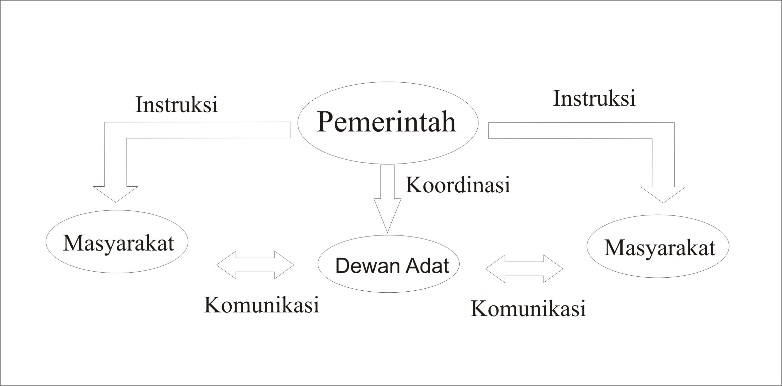 Instruksi
Pemerintah
Instruksi
Koordinasi
Masyarakat
Dewan Adat
Masyarakat
Komunikasi
Komunikasi